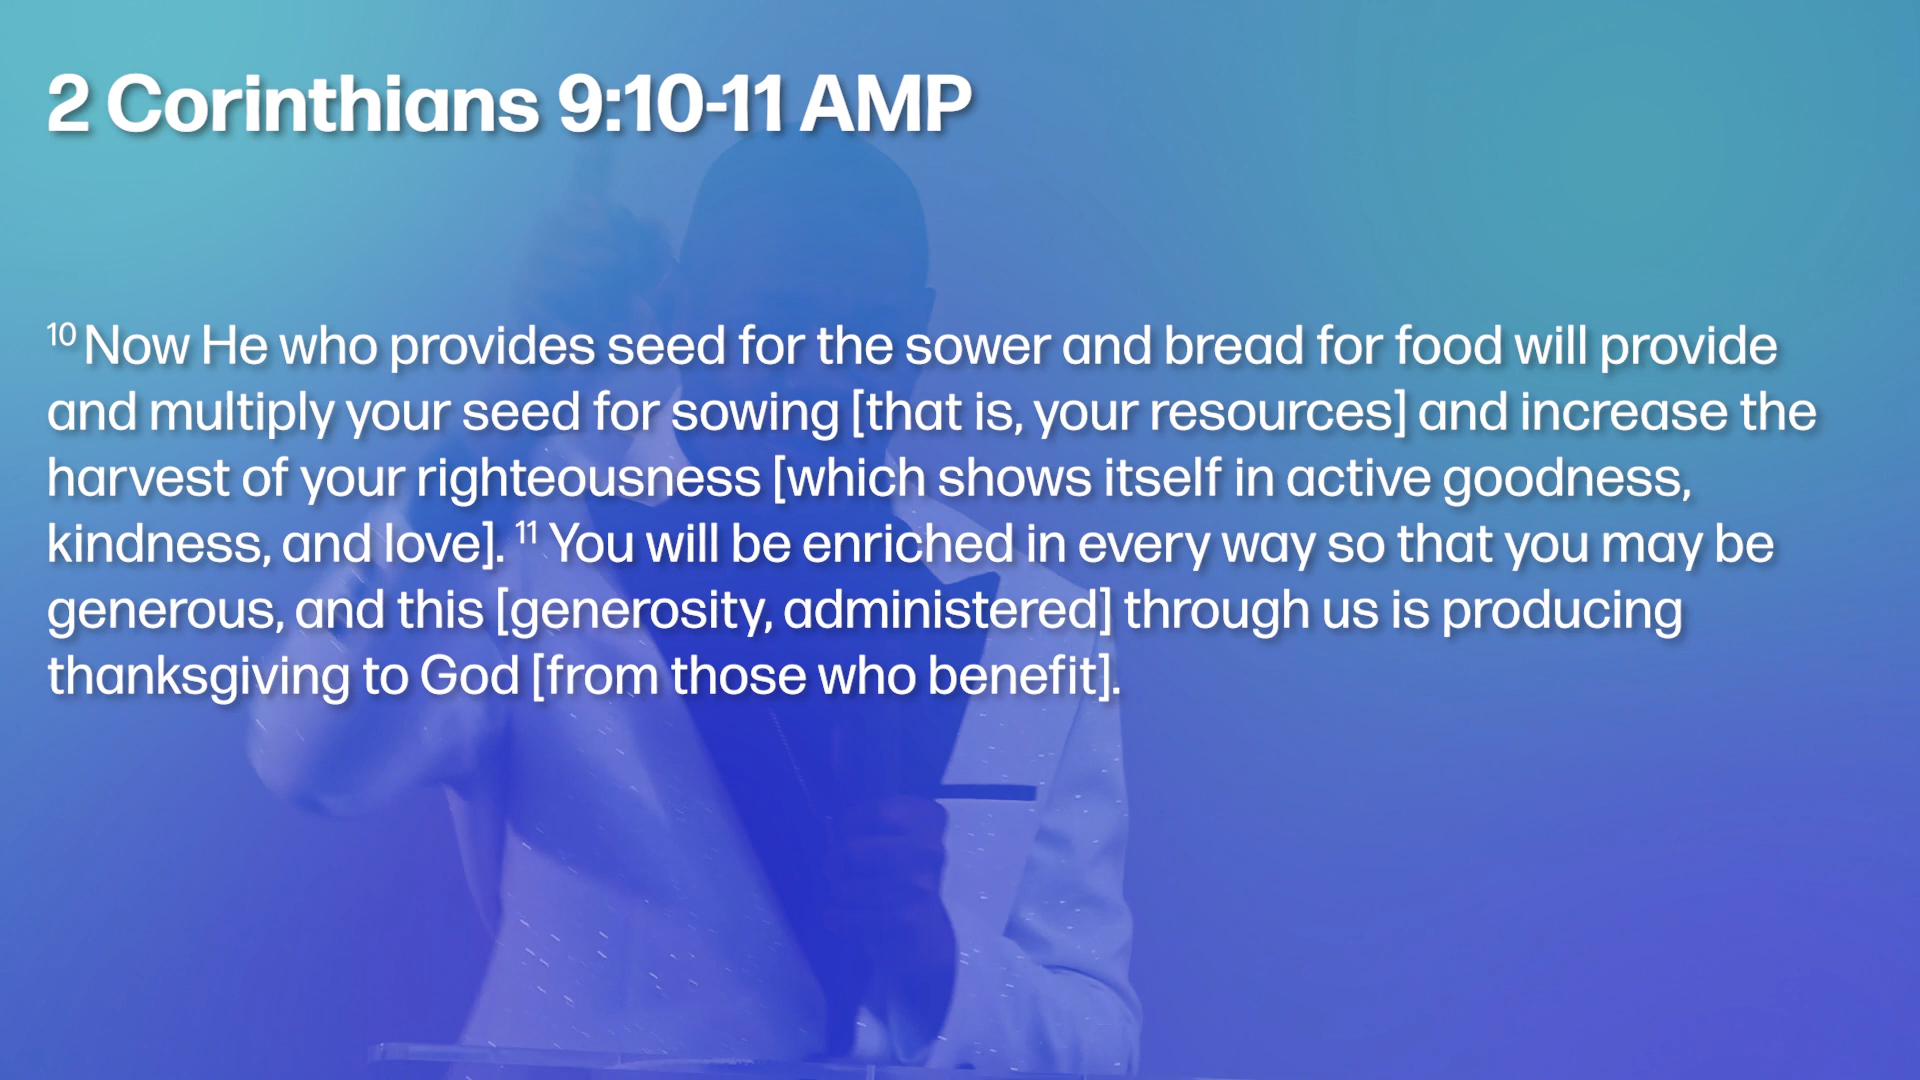 2 Corinthians 9:10-11 AMP
10 Now He who provides seed for the sower and bread for food will provide
and multiply your seed for sowing [that is, your resources] and increase the
harvest of your righteousness [which shows itself in active goodness,
kindness, and love]. 11 You will be enriched in every way so that you may be
generous, and this [generosity, administered] through us is producing
thanksgiving to God [from those who benefit].